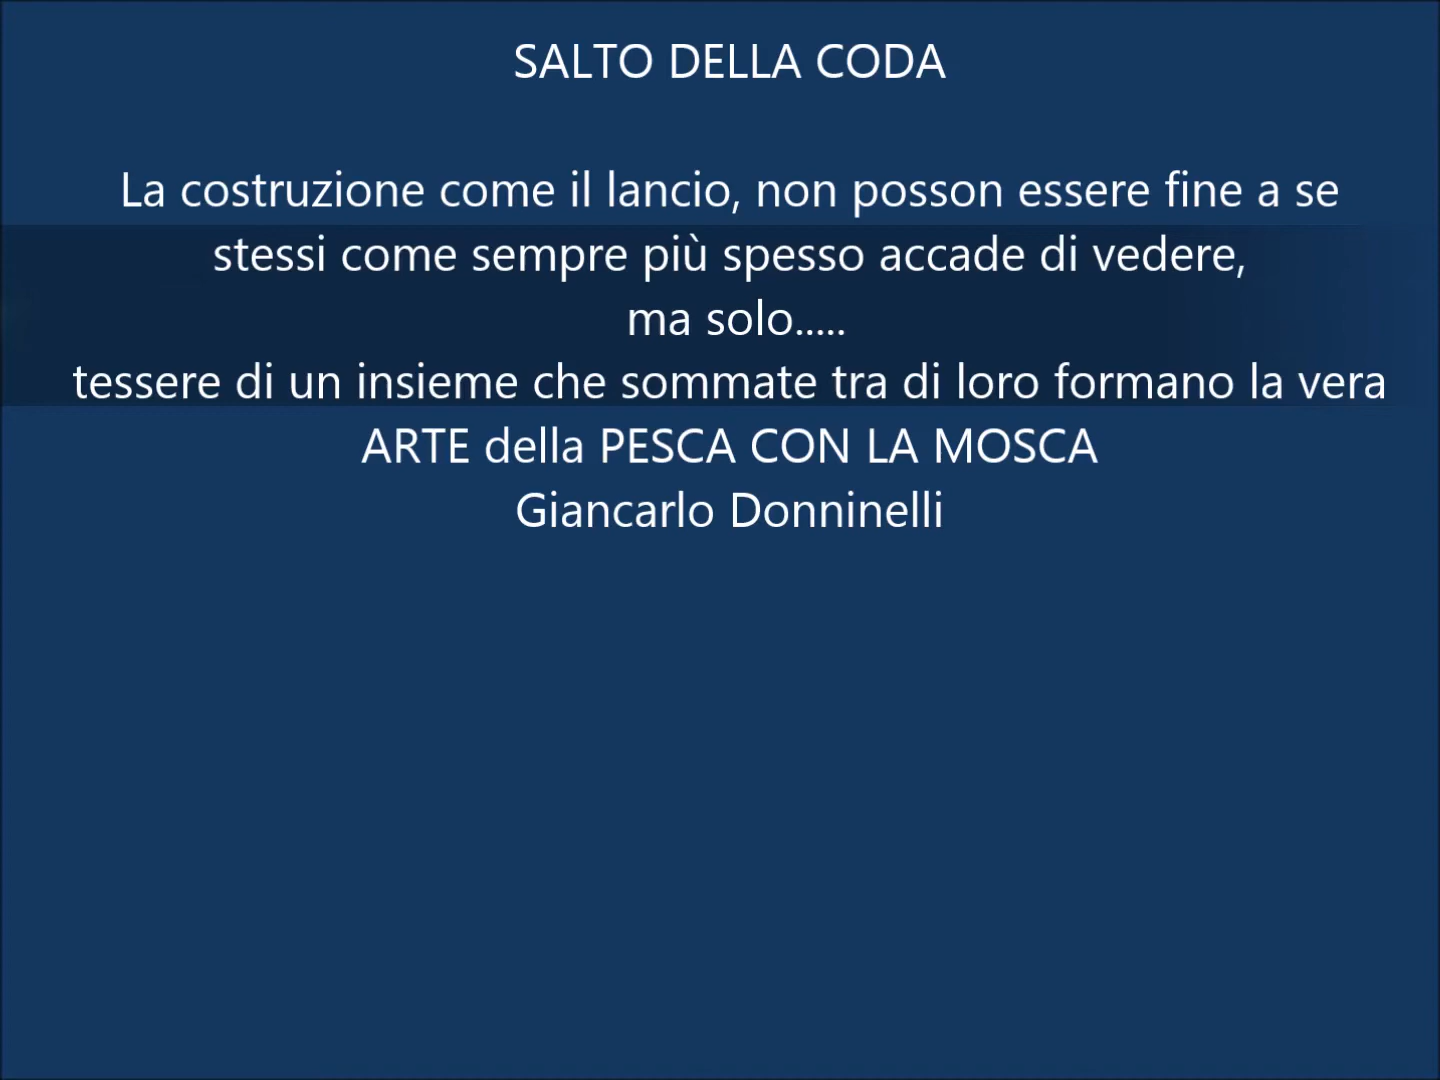 SALTO DELLA CODA
La costruzione come il lancio, non posson essere fine a se
stessi come sempre più spesso accade di vedere,
ma solo.....
tessere di un insieme che sommate tra di loro formano la vera
ARTE della PESCA CON LA MOSCA
Giancarlo Donninelli